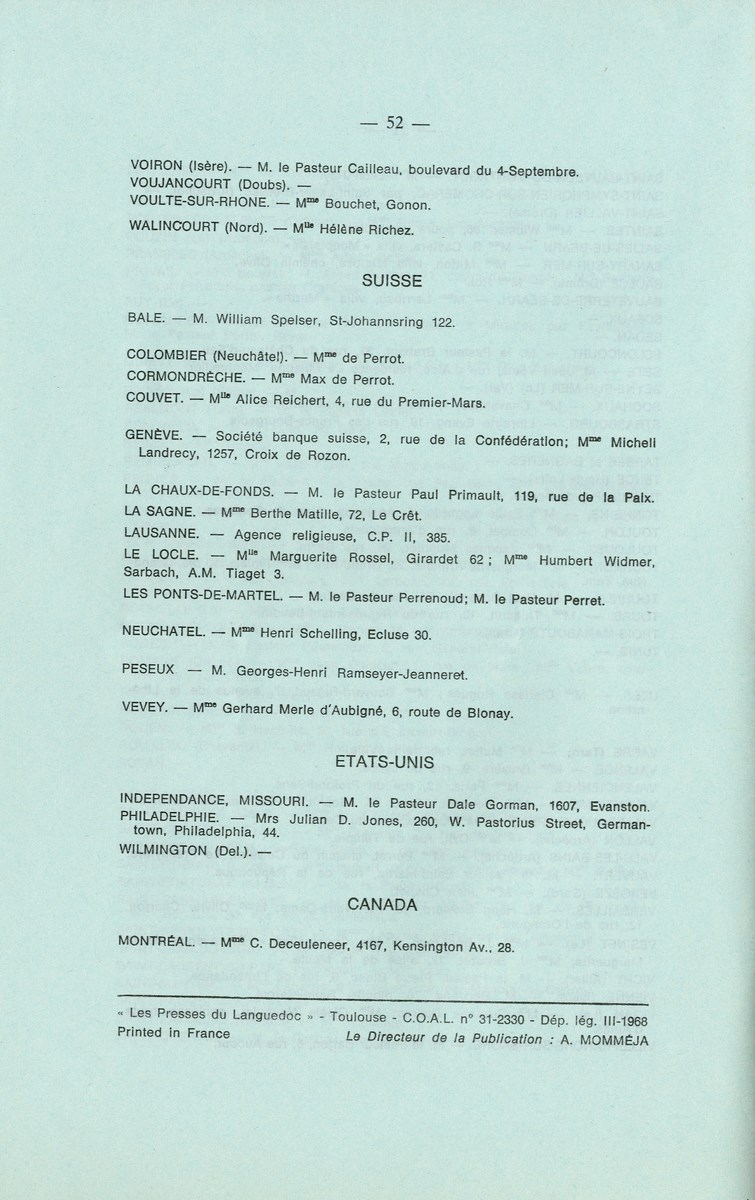 — 52 —
VOIRON (Isère). — M. le Pasteur Cailleau, boulevard du 4-Septembre.
VOUJANCOURT (Doubs). —
VOULTE-SUR-RHONE. — Mme Bouchet, Gonon.
WALINCOURT (Nord). — Mlle Hélène Richez.
SUISSE
BALE. — M. William Spelser, St-Johannsring 122.
COLOMBIER (Neuchâtel). — Mme de Perrot.
CORMONDRÈCHE. — Mme Max de Perrot.
COUVET. — Mlle Alice Reichert, 4, rue du Premier-Mars.
GENÈVE. — Société banque suisse, 2, rue de la Confédération; Mme Micheli
Landrecy, 1257, Croix de Rozon.
LA CHAUX-DE-FONDS. — M. le Pasteur Paul Primault, 119, rue de la Paix.
LA SAGNE. — Mme Berthe Matille, 72, Le Crêt.
LAUSANNE. — Agence religieuse, C.P. II, 385.
LE LOCLE. — Mlle Marguerite Rossel, Girardet 62 ; Mme Humbert Widmer,
Sarbach, A.M. Tiaget 3.
LES PONTS-DE-MARTEL. — M. le Pasteur Perrenoud; M. le Pasteur Perret.
NEUCHATEL. — Mme Henri Schelling, Ecluse 30.
PESEUX — M. Georges-Henri Ramseyer-Jeanneret.
VEVEY. — Mme Gerhard Merle d'Aubigné, 6, route de Blonay.
ETATS-UNIS
INDEPENDANCE, MISSOURI. — M. le Pasteur Dale Gorman, 1607, Evanston.
PHILADELPHIE. — Mrs Julian D. Jones, 260, W. Pastorius Street, German-
town, Philadelphia, 44.
WILMINGTON (Del.). —
CANADA
MONTRÉAL. — Mme C. Deceuleneer, 4167, Kensington Av., 28.
« Les Presses du Languedoc » - Toulouse - C.O.A.L. n° 31-2330 - Dép. lég. III-1968
Printed in France Le Directeur de la Publication : A. MOMMÉJA